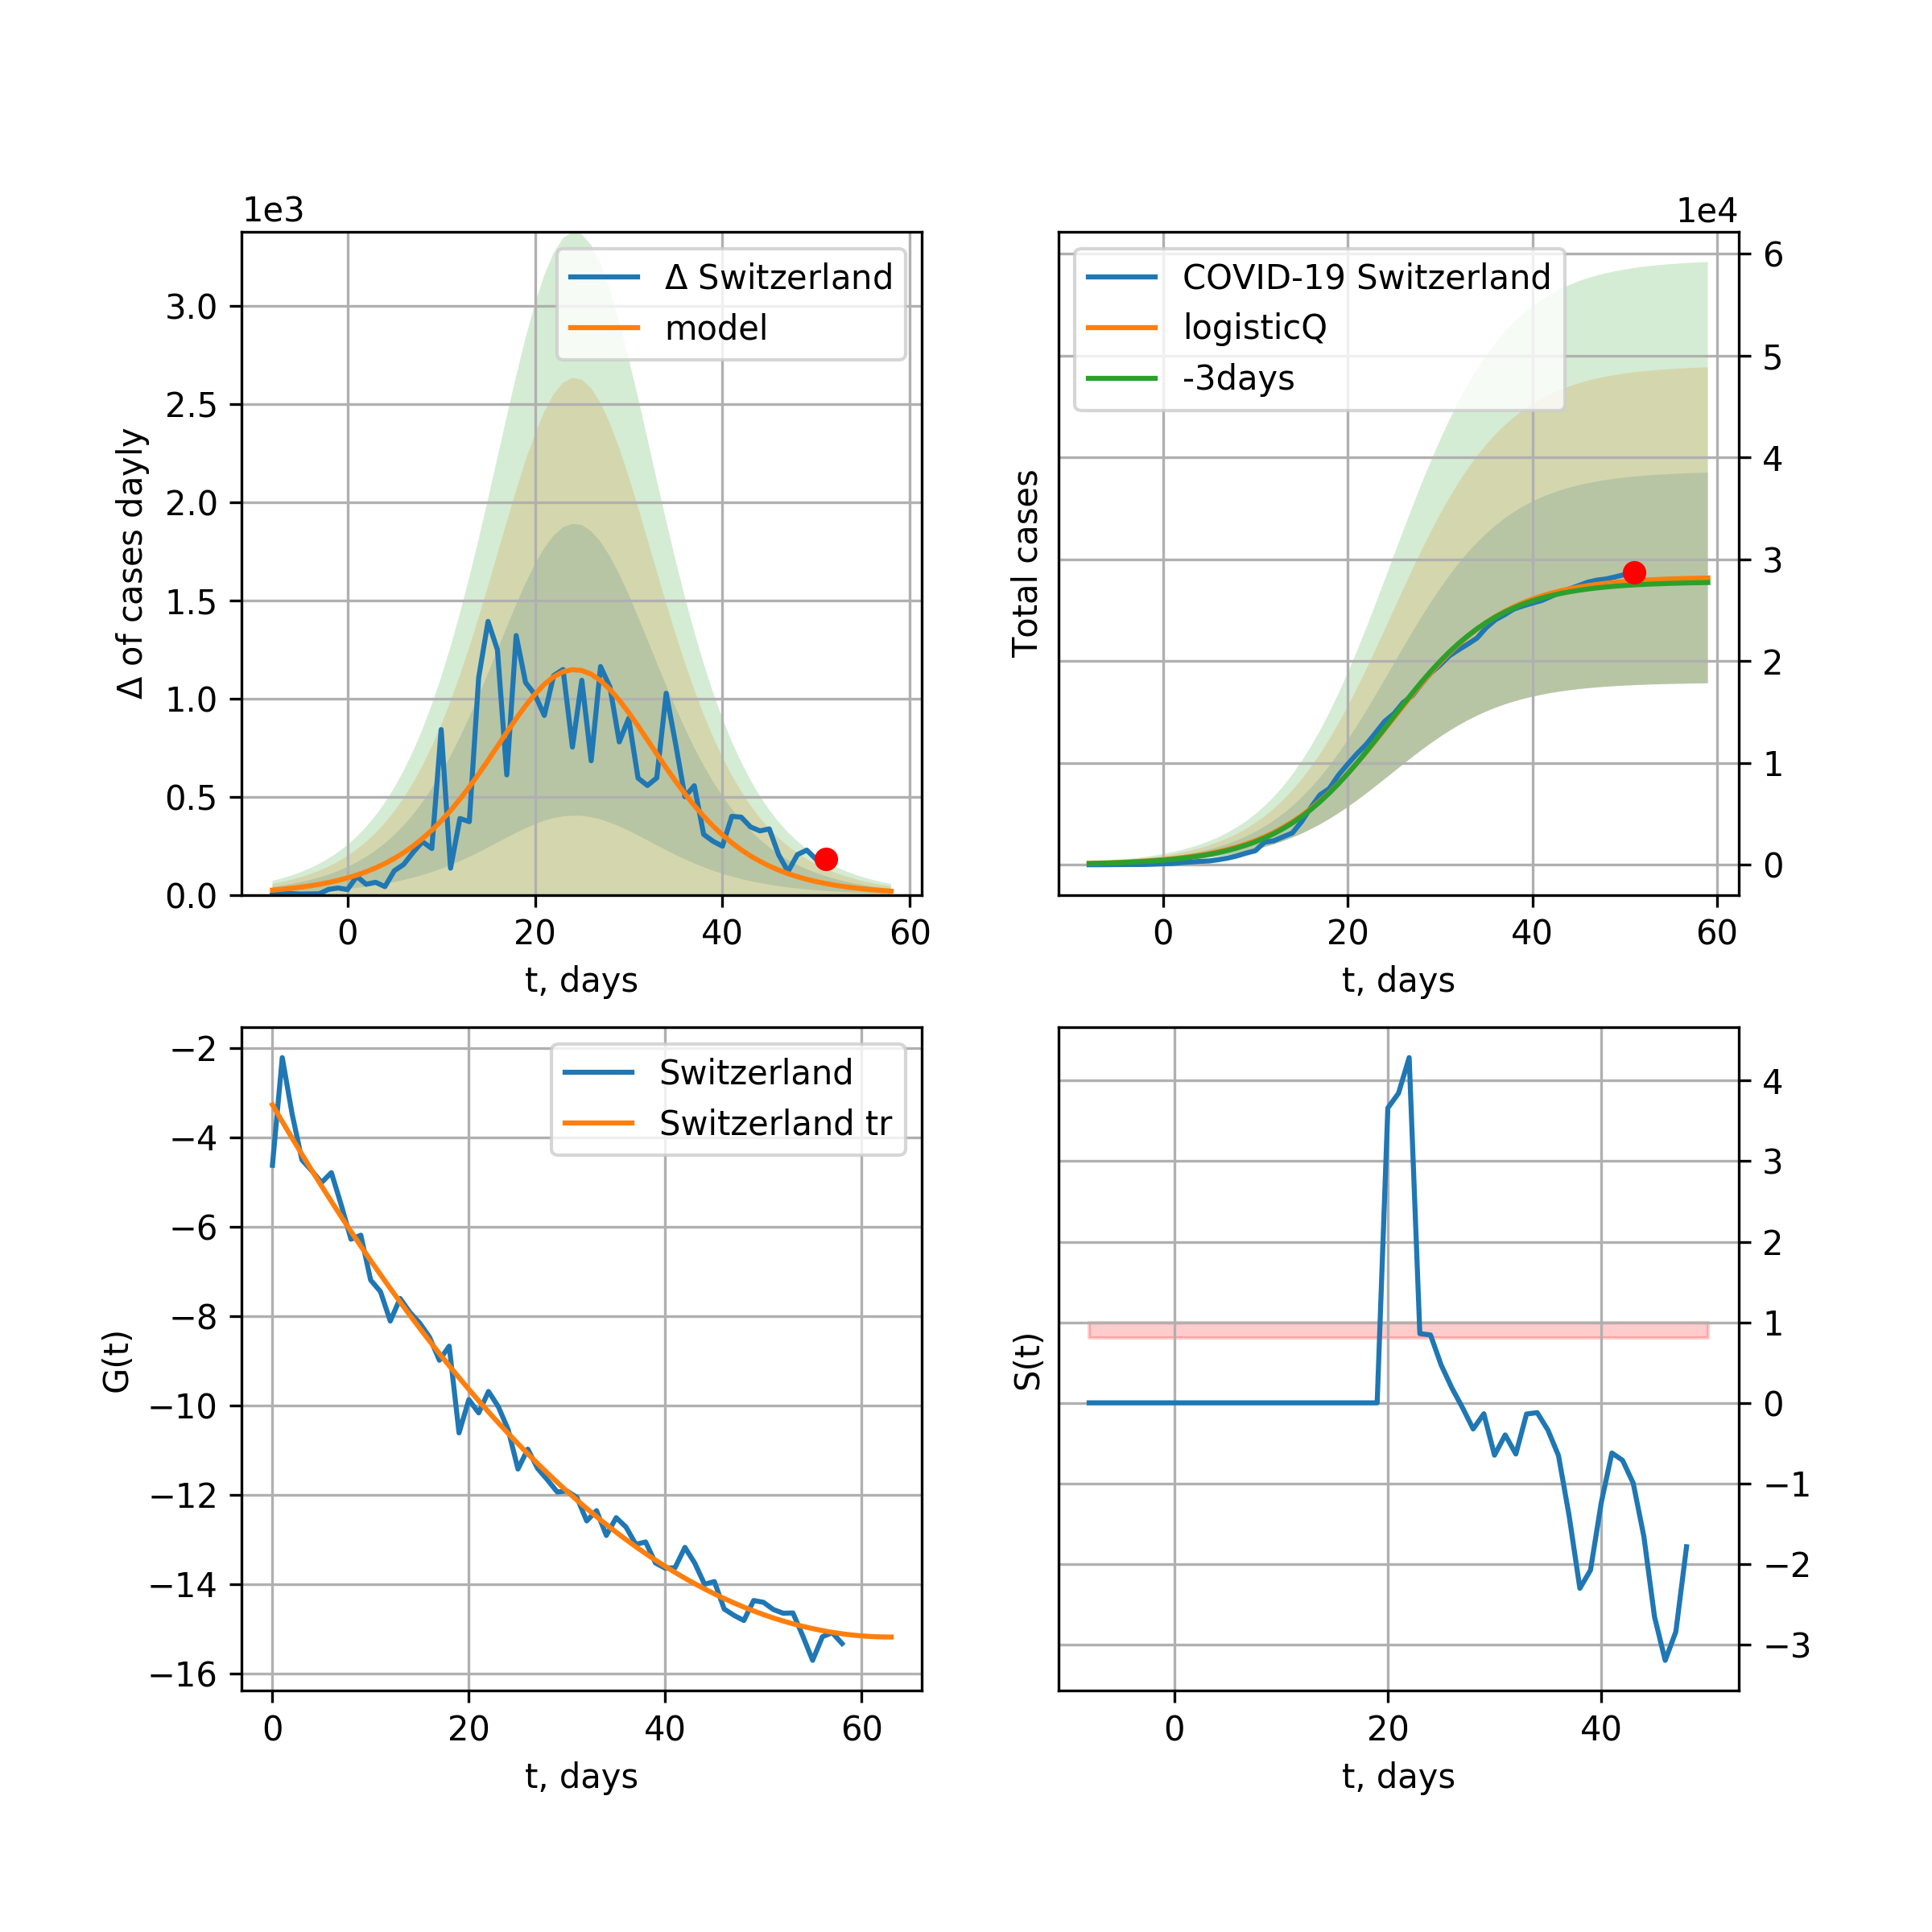 1e3
Δ Switzerland
model
3.0
2.5
2.0
1.5
1.0
0.5
0.0
Δ of cases dayly
0 20 40 60
t, days
1e4
COVID-19 Switzerland
logisticQ
-3days
6
5
4
3
2
1
0
Total cases
0 20 40 60
t, days
Switzerland
Switzerland tr
−2
−4
−6
−8
−10
−12
−14
−16
G(t)
0 20 40 60
t, days
4
3
2
1
0
−1
−2
−3
S(t)
0 20 40
t, days